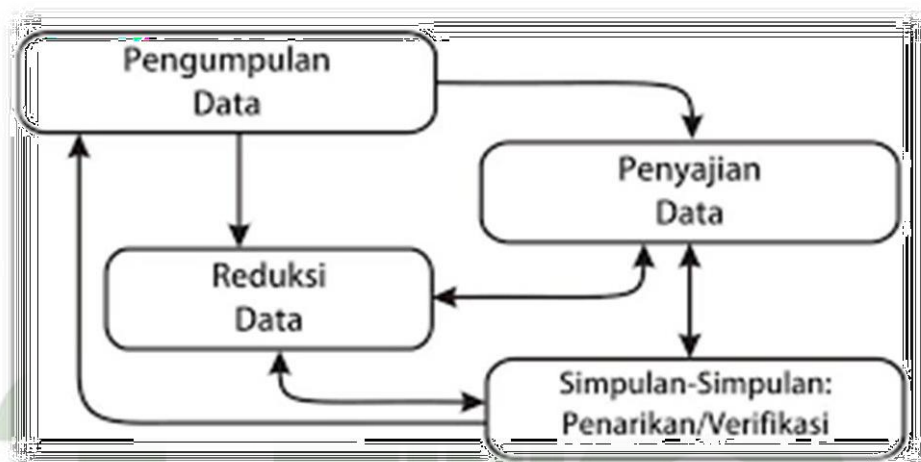 Pengumpulan
Data
Penyajian
Data
Reduksi
Data
Simpulan-Simpulan:
Penarikan/Verifikasi